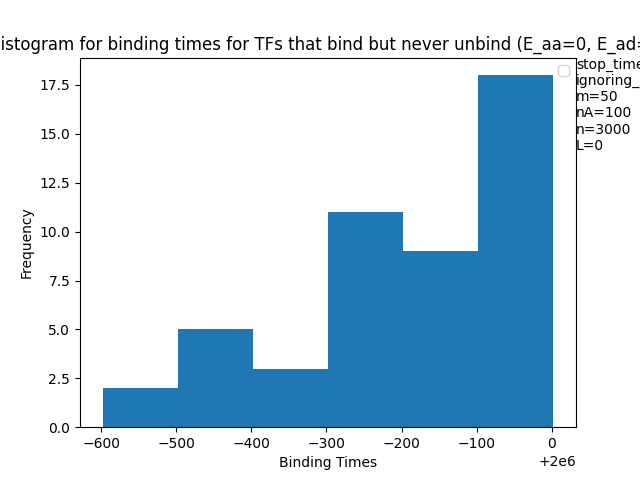 istogram for binding times for TFs that bind but never unbind (E_aa=0, E_ad=
stop_time
ignoring_
m=50
nA=100
n=3000
L=0
17.5
15.0
12.5
10.0
7.5
5.0
2.5
0.0
Frequency
−600 −500 −400 −300 −200 −100 0
+2e6
Binding Times